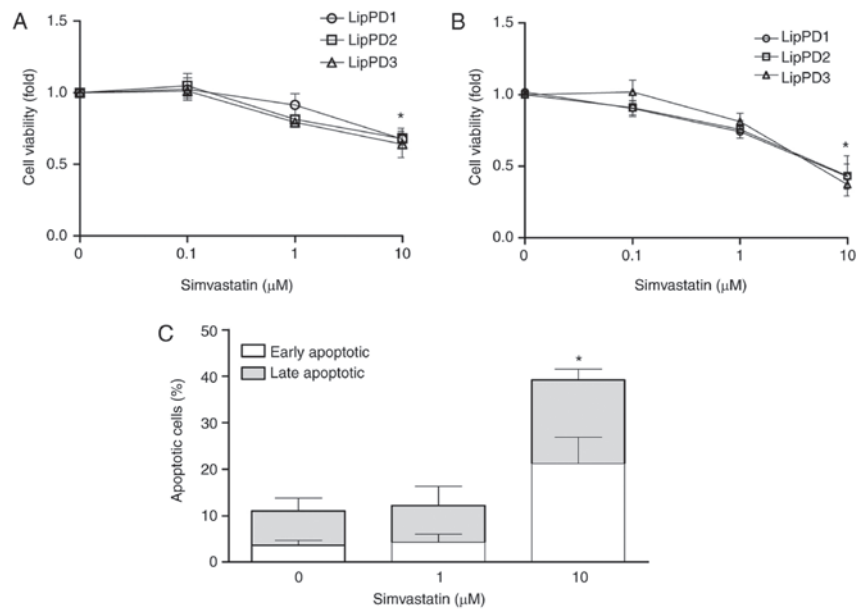 A
1.5
1.0
0.5
0.0
Cell viability (fold)
LipPD1
LipPD2
LipPD3
*
0 0.1 1 10
Simvastatin (μM)
B
1.5
1.0
0.5
0.0
Cell viability (fold)
LipPD1
LipPD2
LipPD3
*
0 0.1 1 10
Simvastatin (μM)
C
50
40
30
20
10
0
Apoptotic cells (%)
Early apoptotic
Late apoptotic
*
0 1 10
Simvastatin (μM)